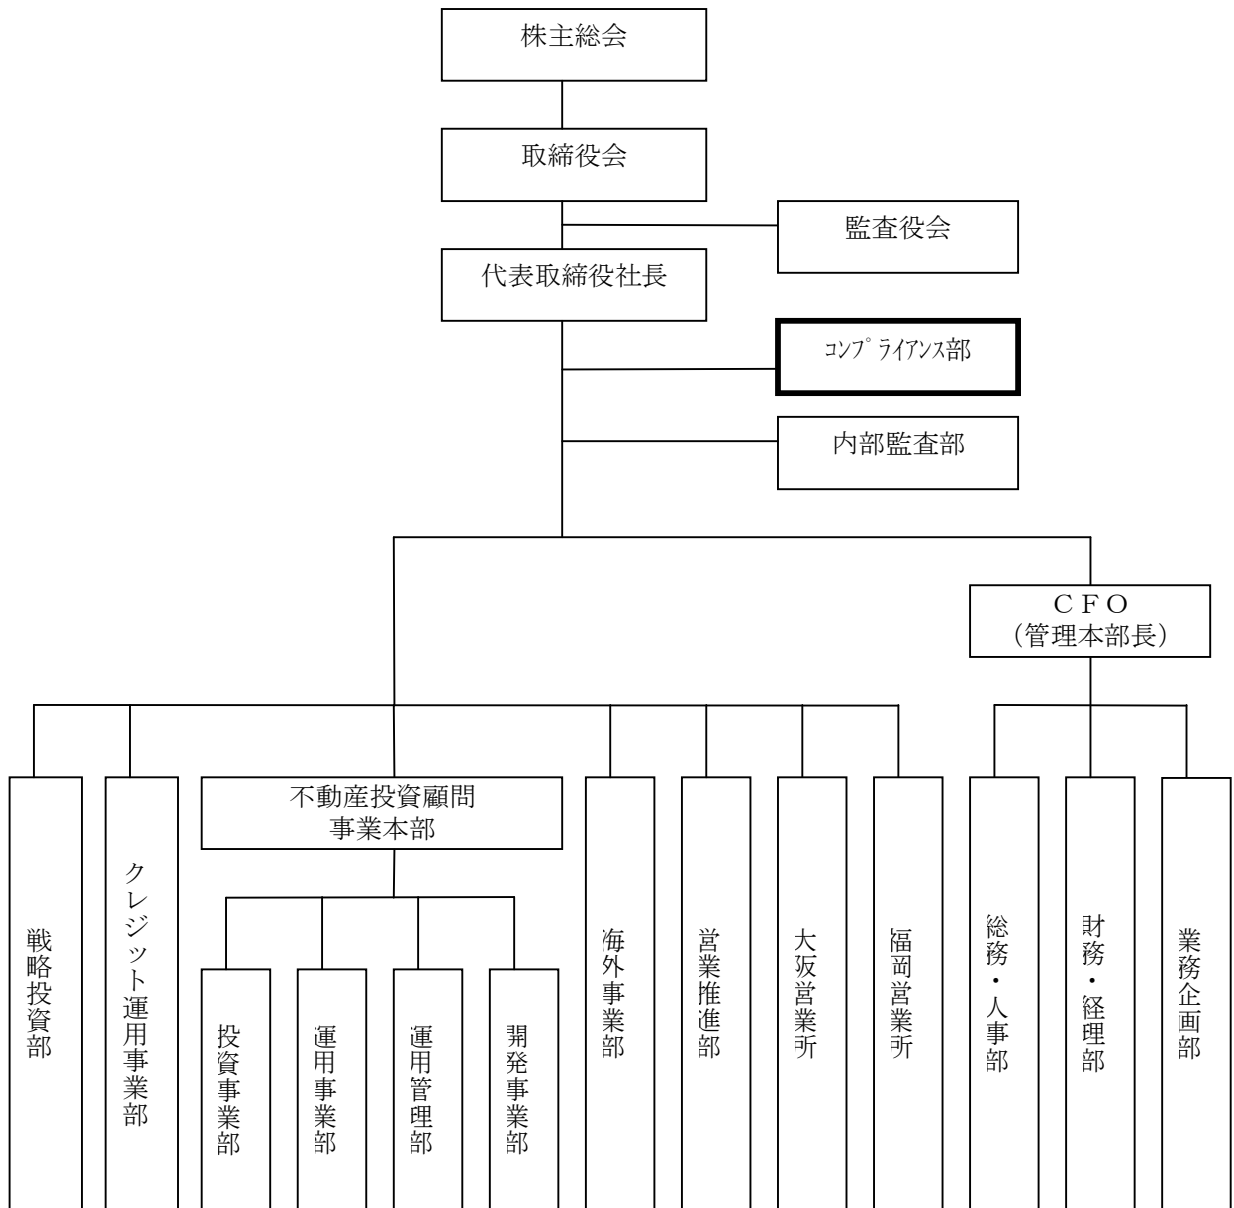 株主総会
取締役会
監査役会
代表取締役社長
ｺﾝﾌﾟﾗｲｱﾝｽ部
内部監査部
ＣＦＯ
（管理本部長）
不動産投資顧問
事業本部
戦略投資部
クレジット運用事業部
投資事業部
運用事業部
運用管理部
開発事業部
海外事業部
営業推進部
大阪営業所
福岡営業所
総務・人事部
財務・経理部
業務企画部